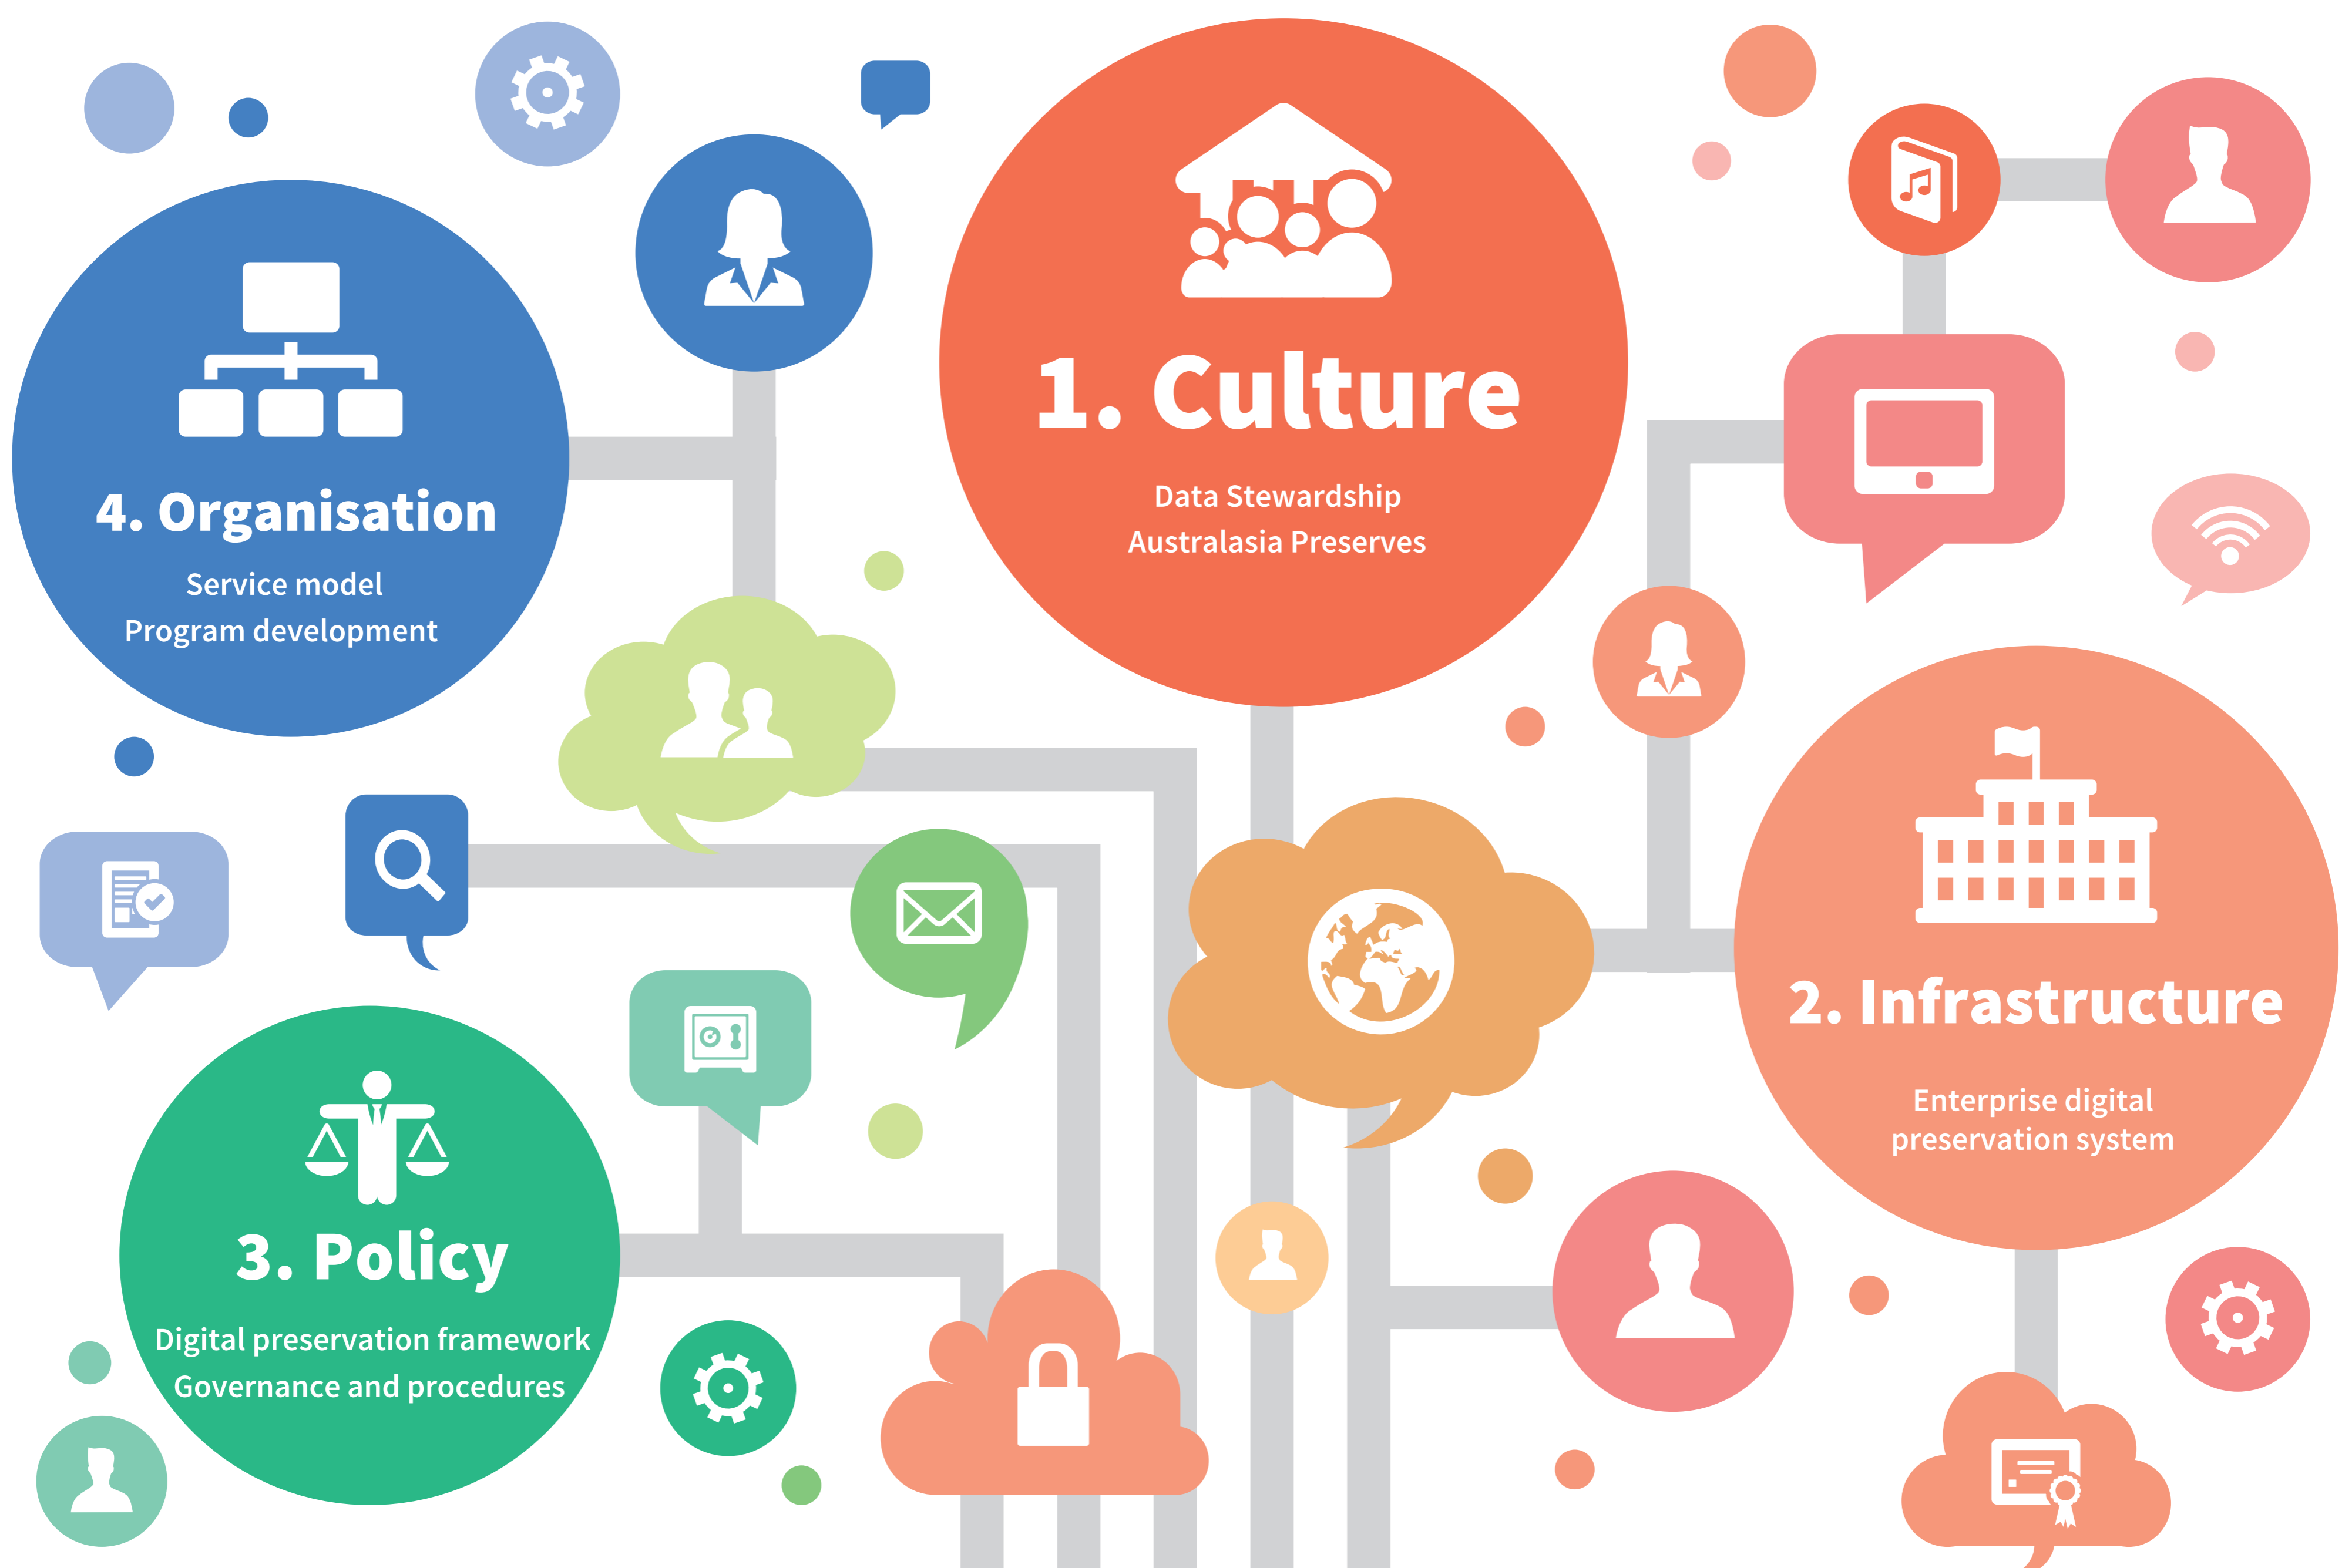 1. Culture
Data Stewardship
Australasia Preserves
2. Infrastructure
Enterprise digital
preservation system
3. Policy
Digital preservation framework
Governance and procedures
4. Organisation
Service model
Program development